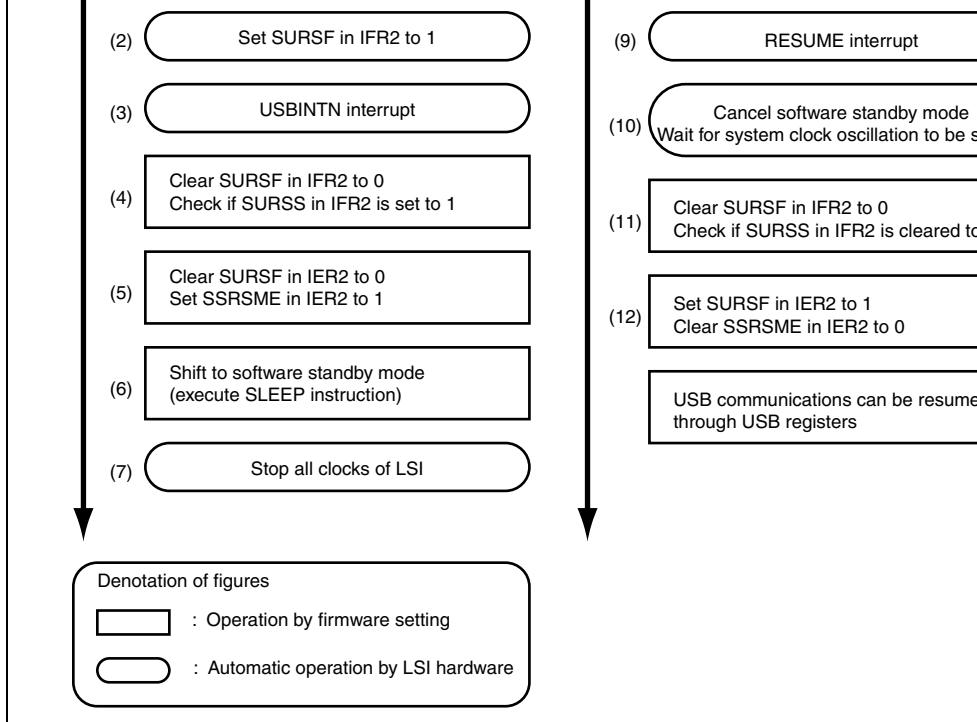 (2) Set SURSF in IFR2 to 1
(3) USBINTN interrupt
(4) Clear SURSF in IFR2 to 0
Check if SURSS in IFR2 is set to 1
(5) Clear SURSF in IER2 to 0
Set SSRSME in IER2 to 1
(6) Shift to software standby mode
(execute SLEEP instruction)
(7) Stop all clocks of LSI
(9) RESUME interrupt
(10) Cancel software standby mode
Wait for system clock oscillation to be
(11) Clear SURSF in IFR2 to 0
Check if SURSS in IFR2 is cleared to
(12) Set SURSF in IER2 to 1
Clear SSRSME in IER2 to 0
USB communications can be resume
through USB registers
Denotation of figures
: Operation by firmware setting
: Automatic operation by LSI hardware